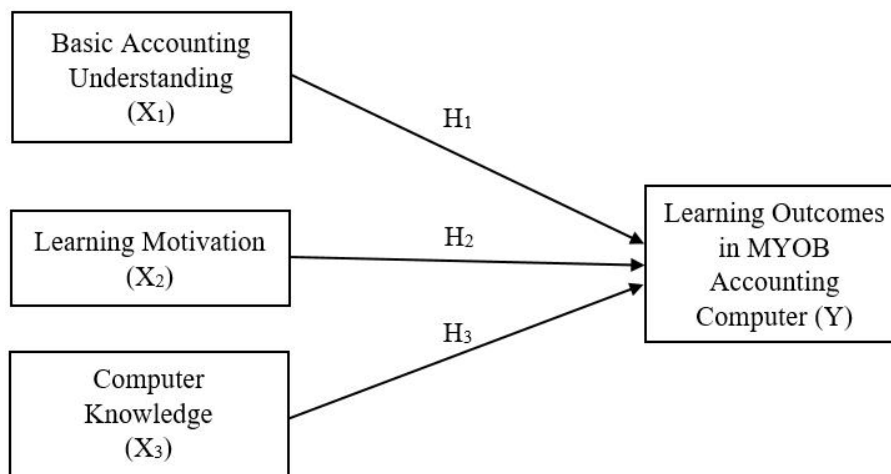 Basic Accounting
Understanding
(X₁)
H₁
Learning Motivation
(X₂)
H₂
Computer
Knowledge
(X₃)
H₃
Learning Outcomes
in MYOB
Accounting
Computer (Y)